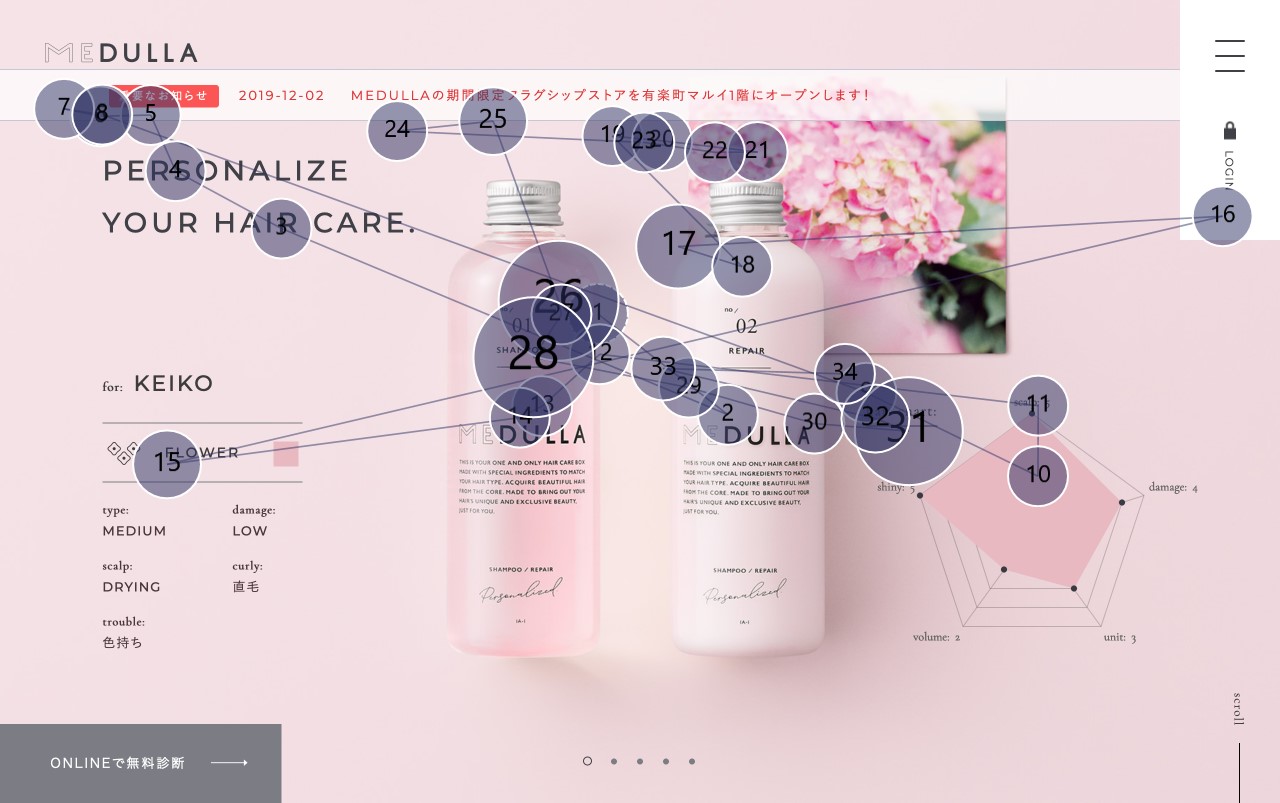 MEDULLA
重要なお知らせ 2019-12-02 MEDULLAの期間限定フラグシップストアを有楽町マルイ1階にオープンします!
LOGIN
PERSONALIZE
YOUR HAIR CARE.
for: KEIKO
FLOWER
type:
MEDIUM
damage:
LOW
scalp:
DRYING
curly:
直毛
trouble:
色持ち
no/
01
SHAMPOO
MEDULLA
THIS IS YOUR ONE AND ONLY HAIR CARE BOX
MADE WITH SPECIAL INGREDIENTS TO MATCH
YOUR HAIR TYPE. ACQUIRE BEAUTIFUL HAIR
FROM THE CORE. MADE TO BRING OUT YOUR
HAIR'S UNIQUE AND EXCLUSIVE BEAUTY,
JUST FOR YOU.
SHAMPOO / REPAIR
Personalized
no/
02
REPAIR
MEDULLA
THIS IS YOUR ONE AND ONLY HAIR CARE BOX
MADE WITH SPECIAL INGREDIENTS TO MATCH
YOUR HAIR TYPE. ACQUIRE BEAUTIFUL HAIR
FROM THE CORE. MADE TO BRING OUT YOUR
HAIR'S UNIQUE AND EXCLUSIVE BEAUTY,
JUST FOR YOU.
SHAMPOO / REPAIR
Personalized
shiny: 5
damage: 4
volume: 2
unit: 3
scroll
ONLINEで無料診断
7
8
5
4
3
24
25
19
23
20
22
21
16
17
18
26
27
1
28
2
33
29
2
13
14
15
34
30
32
31
11
10